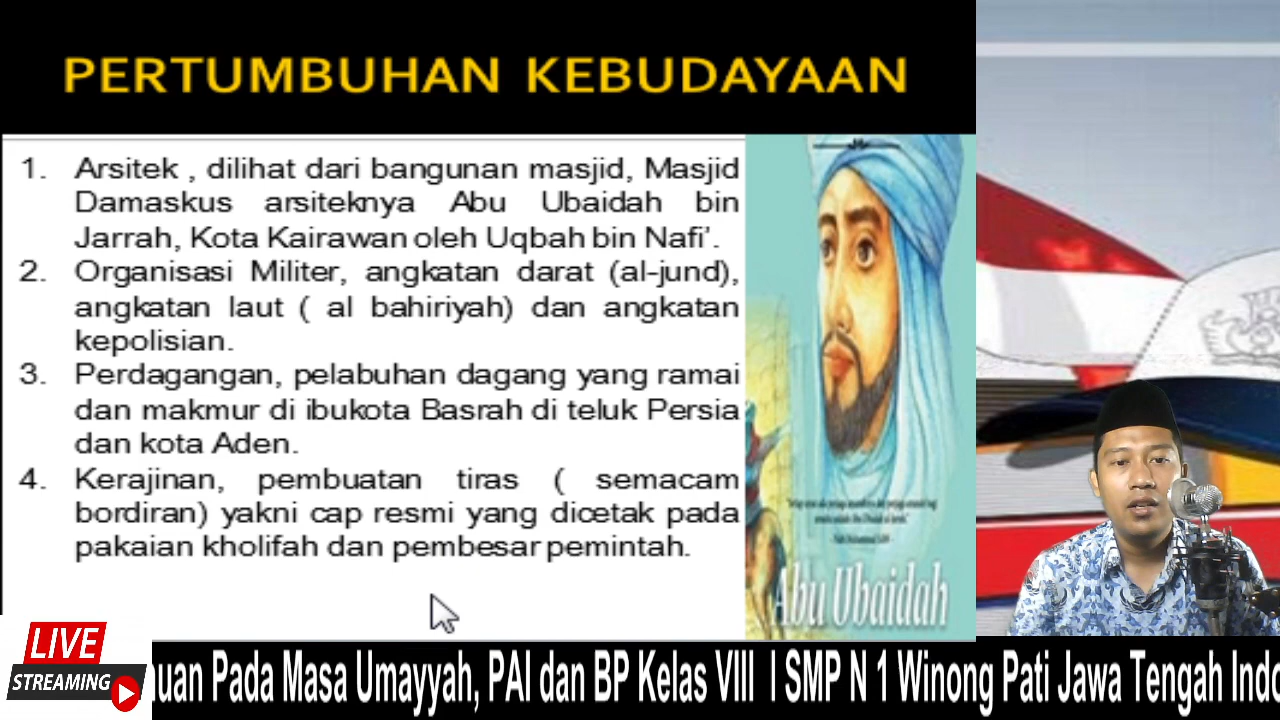 PERTUMBUHAN KEBUDAYAAN
1. Arsitek , dilihat dari bangunan masjid, Masjid
Damaskus arsiteknya Abu Ubaidah bin
Jarrah, Kota Kairawan oleh Uqbah bin Nafi'.
2. Organisasi Militer, angkatan darat (al-jund),
angkatan laut ( al bahiriyah) dan angkatan
kepolisian.
3. Perdagangan, pelabuhan dagang yang ramai
dan makmur di ibukota Basrah di teluk Persia
dan kota Aden.
4. Kerajinan, pembuatan tiras ( semacam
bordiran) yakni cap resmi yang dicetak pada
pakaian kholifah dan pembesar pemintah.
Abu Ubaidah
LIVE
STREAMING
uan Pada Masa Umayyah, PAI dan BP Kelas VIII I SMP N 1 Winong Pati Jawa Tengah Indo